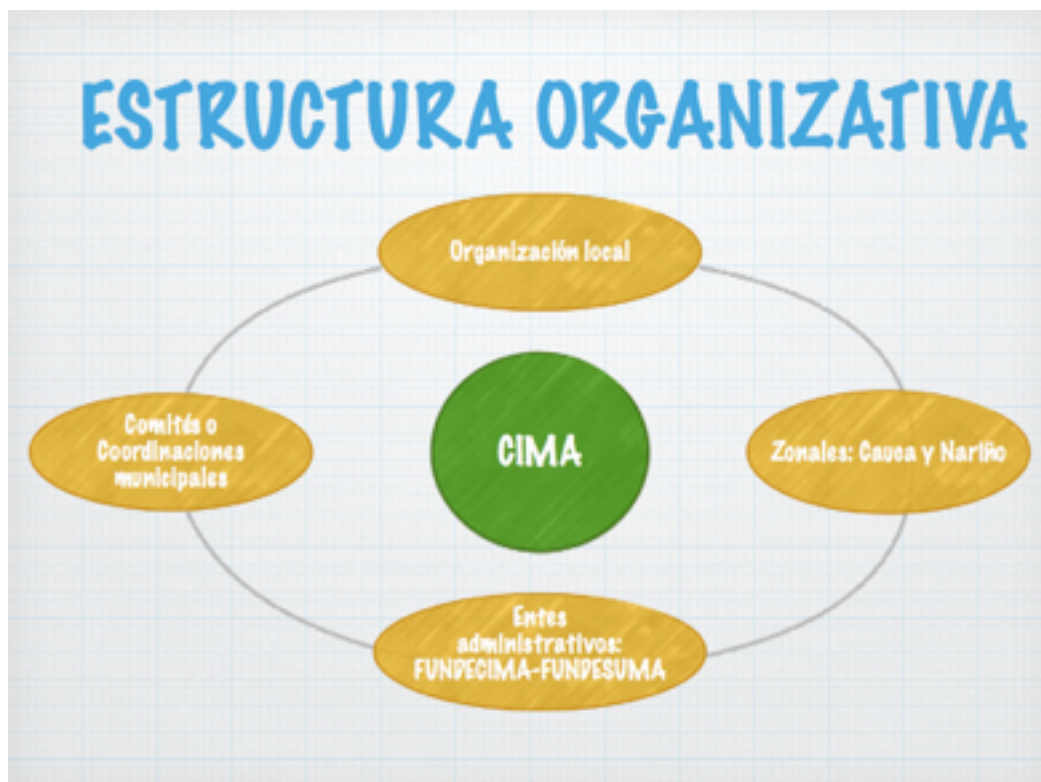 ESTRUCTURA ORGANIZATIVA
Organización local
Comités o
Coordinaciones
municipales
CIMA
Zonales: Cauca y Nariño
Entes
administrativos:
FUNDECIMA-FUNDESUMA